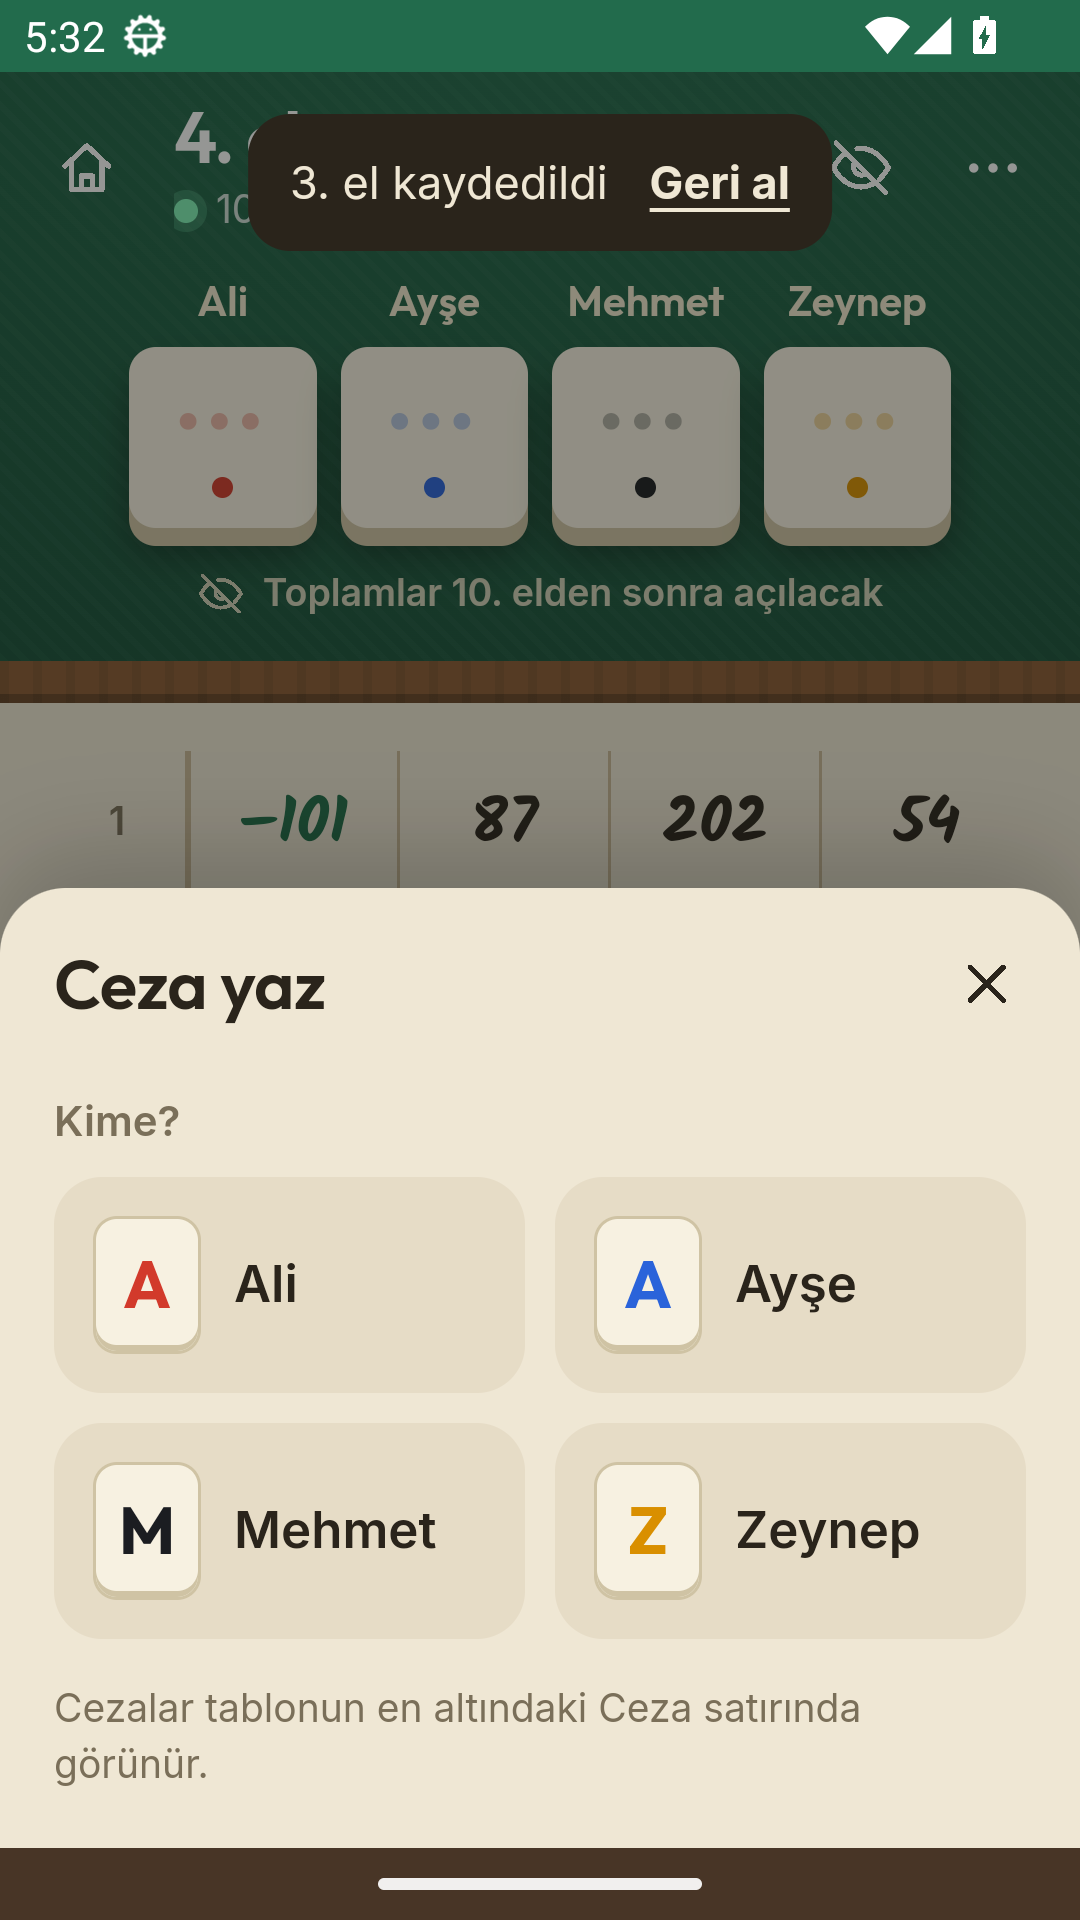 5:32
4.
10
3. el kaydedildi Geri al
Ali Ayşe Mehmet Zeynep
Toplamlar 10. elden sonra açılacak
1 −101 87 202 54
Ceza yaz
Kime?
A Ali
A Ayşe
M Mehmet
Z Zeynep
Cezalar tablonun en altındaki Ceza satırında
görünür.